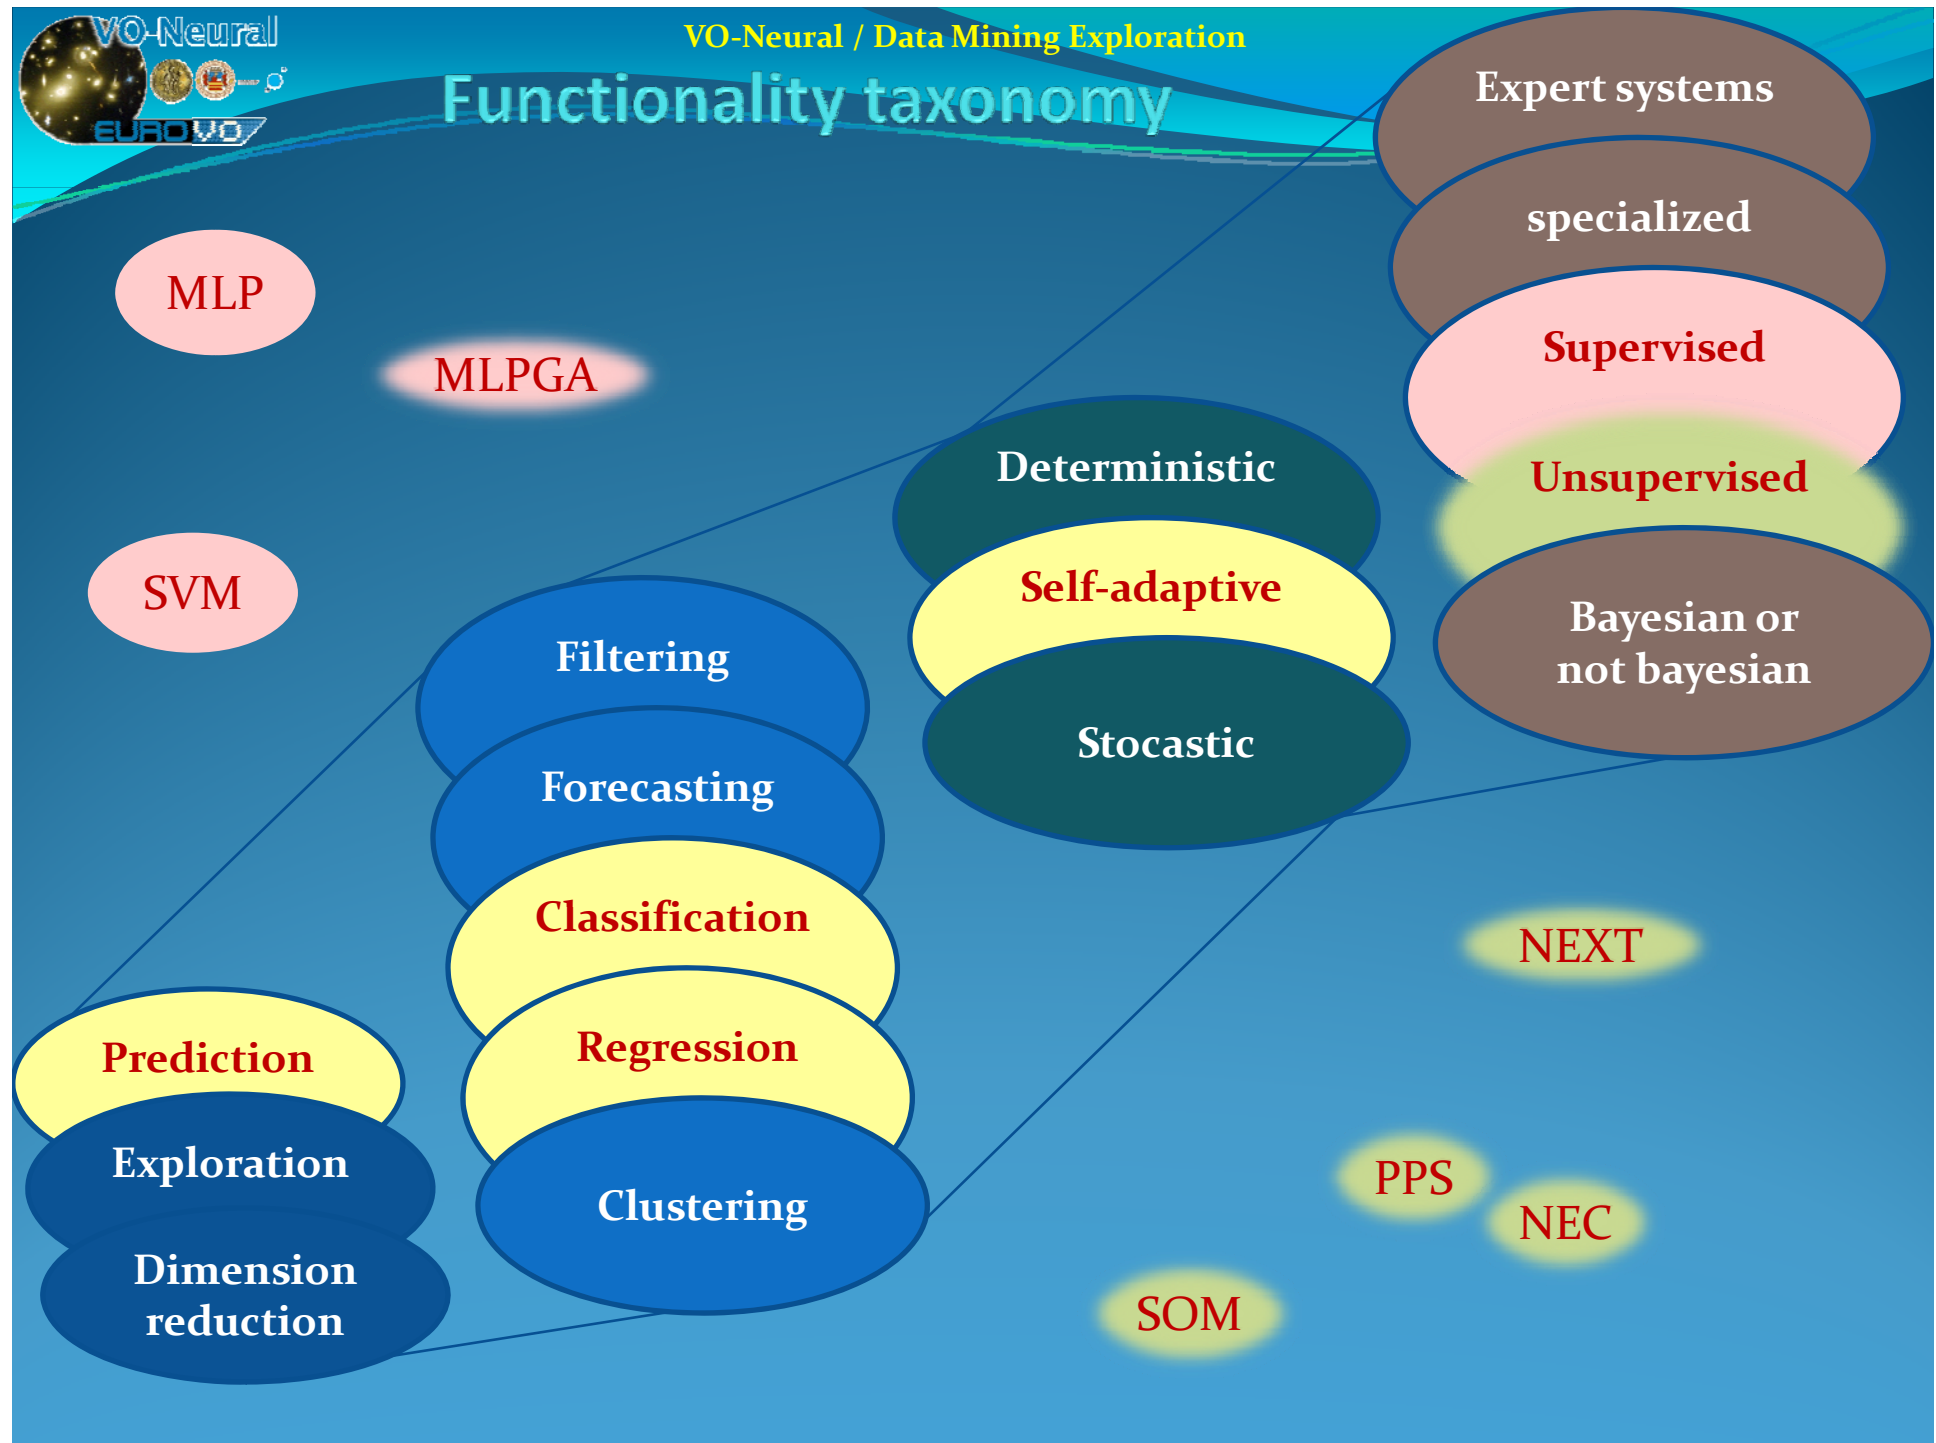 VO-Neural
EURO VO
VO-Neural / Data Mining Exploration
Functionality taxonomy
Expert systems
specialized
Supervised
Unsupervised
Bayesian or
not bayesian
MLP
MLPGA
SVM
Deterministic
Self-adaptive
Stocastic
Filtering
Forecasting
Classification
Regression
Clustering
Prediction
Exploration
Dimension
reduction
NEXT
PPS
NEC
SOM